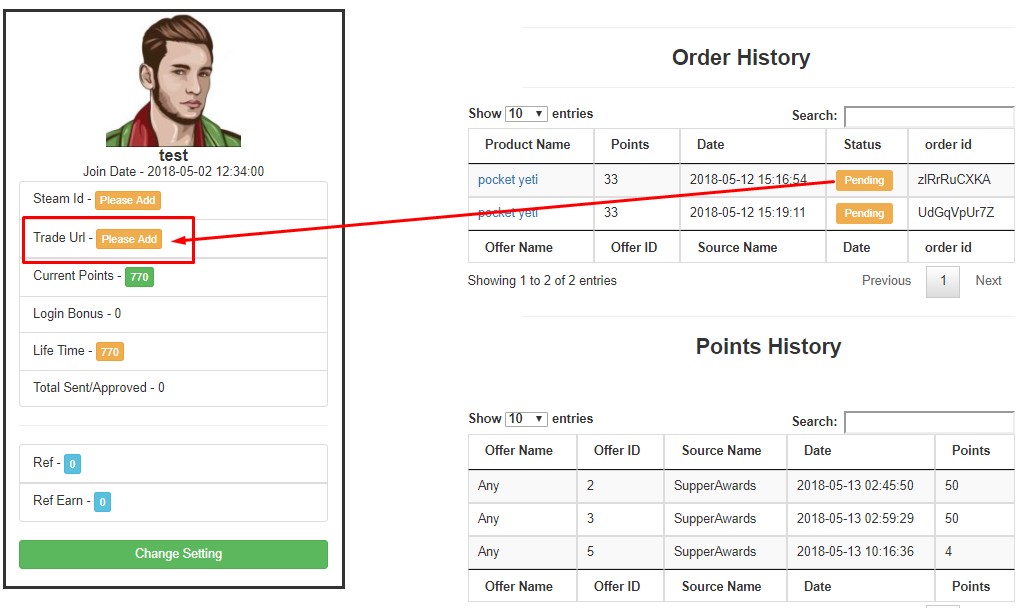 test
Join Date - 2018-05-02 12:34:00
Steam Id - Please Add
Trade Url - Please Add
Current Points - 770
Login Bonus - 0
Life Time - 770
Total Sent/Approved - 0
Ref - 0
Ref Earn - 0
Change Setting
Order History
Show 10 entries Search:
Product Name Points Date Status order id
pocket yeti 33 2018-05-12 15:16:54 Pending zIRrRuCXKA
pocket yeti 33 2018-05-12 15:19:11 Pending UdGqVpUr7Z
Offer Name Offer ID Source Name Date order id
Showing 1 to 2 of 2 entries Previous 1 Next
Points History
Show 10 entries Search:
Offer Name Offer ID Source Name Date Points
Any 2 SupperAwards 2018-05-13 02:45:50 50
Any 3 SupperAwards 2018-05-13 02:59:29 50
Any 5 SupperAwards 2018-05-13 10:16:36 4
Offer Name Offer ID Source Name Date Points